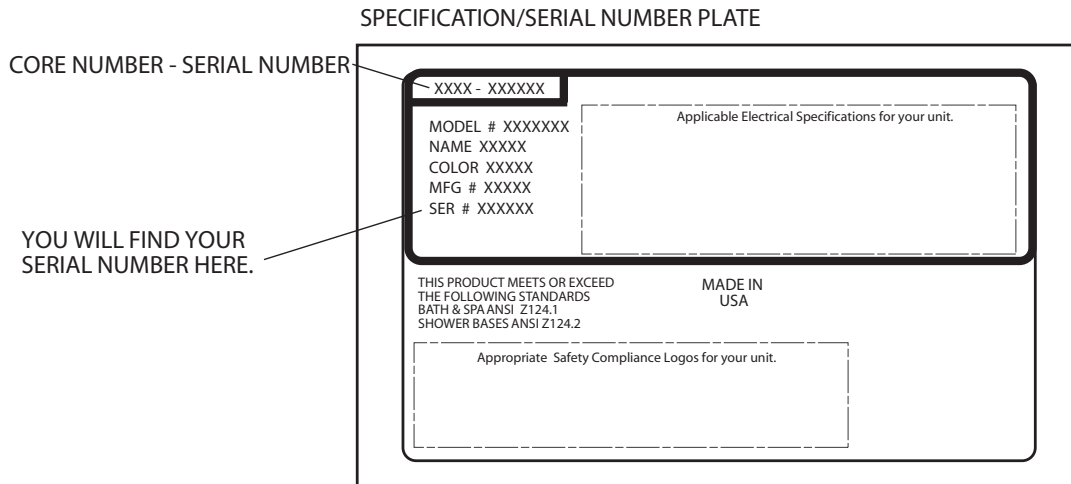 SPECIFICATION/SERIAL NUMBER PLATE
CORE NUMBER - SERIAL NUMBER
XXXX - XXXXXX
MODEL # XXXXXXX
NAME XXXXX
COLOR XXXXX
MFG # XXXXX
SER # XXXXXX
Applicable Electrical Specifications for your unit.
YOU WILL FIND YOUR
SERIAL NUMBER HERE.
THIS PRODUCT MEETS OR EXCEED
THE FOLLOWING STANDARDS
BATH & SPA ANSI Z124.1
SHOWER BASES ANSI Z124.2
MADE IN
USA
Appropriate Safety Compliance Logos for your unit.